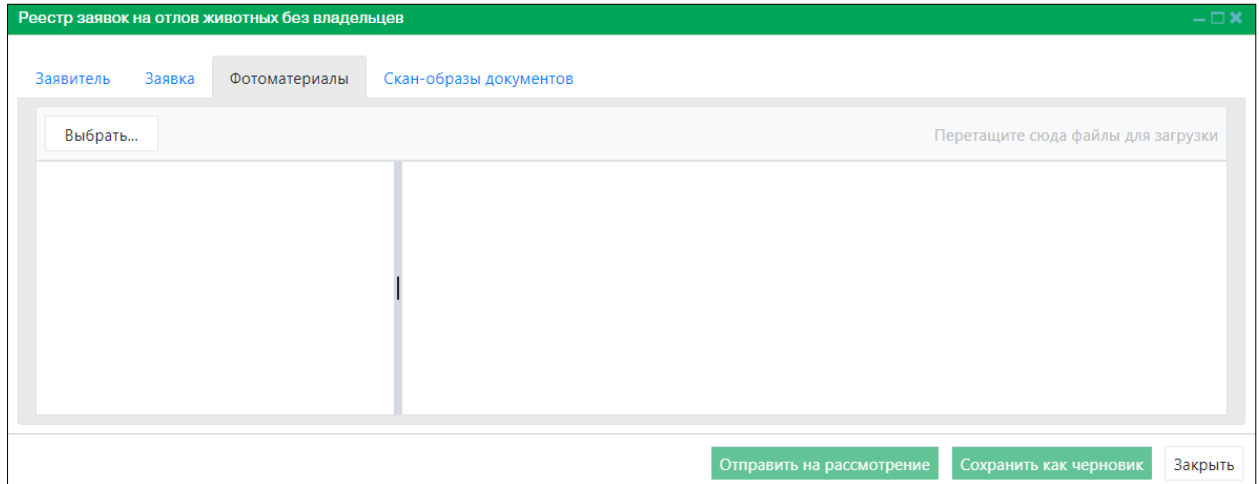 Реестр заявок на отлов животных без владельцев
Заявитель Заявка Фотоматериалы Скан-образы документов
Выбрать... Перетащите сюда файлы для загрузки
Отправить на рассмотрение Сохранить как черновик Закрыть